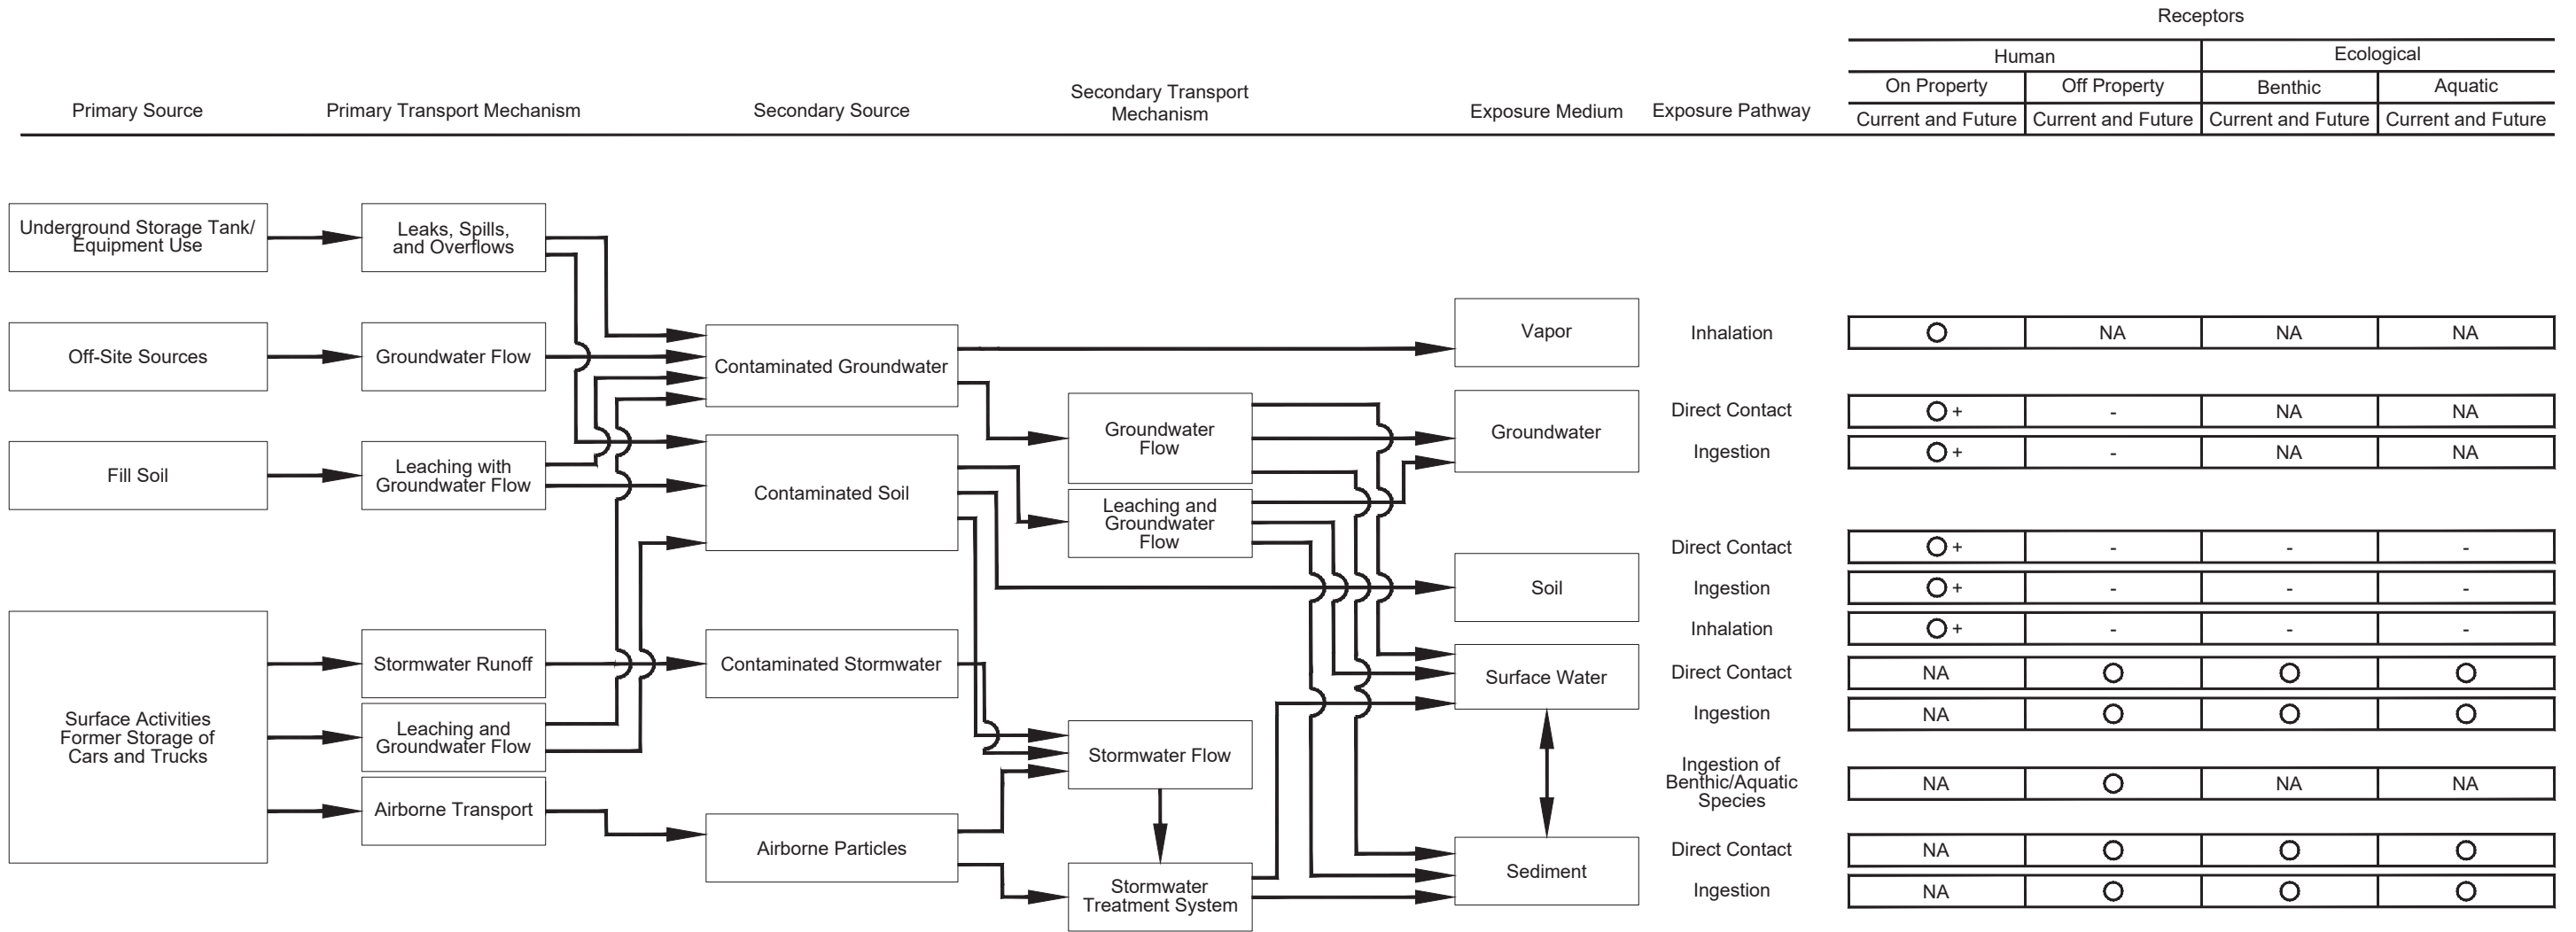 Receptors
Human
Ecological
On Property
Off Property
Benthic
Aquatic
Primary Source
Primary Transport Mechanism
Secondary Source
Secondary Transport
Mechanism
Exposure Medium
Exposure Pathway
Current and Future
Current and Future
Current and Future
Current and Future
Underground Storage Tank/
Equipment Use
Leaks, Spills,
and Overflows
Off-Site Sources
Groundwater Flow
Contaminated Groundwater
Vapor
Inhalation
NA
NA
NA
Groundwater
Flow
Groundwater
Direct Contact
+
-
NA
NA
Ingestion
+
-
NA
NA
Fill Soil
Leaching with
Groundwater Flow
Contaminated Soil
Leaching and
Groundwater
Flow
Soil
Direct Contact
+
-
-
-
Ingestion
+
-
-
-
Inhalation
+
-
-
-
Surface Activities
Former Storage of
Cars and Trucks
Stormwater Runoff
Contaminated Stormwater
Surface Water
Direct Contact
NA
Ingestion
NA
Leaching and
Groundwater Flow
Stormwater Flow
Ingestion of
Benthic/Aquatic
Species
NA
NA
NA
Airborne Transport
Airborne Particles
Stormwater
Treatment System
Sediment
Direct Contact
NA
Ingestion
NA